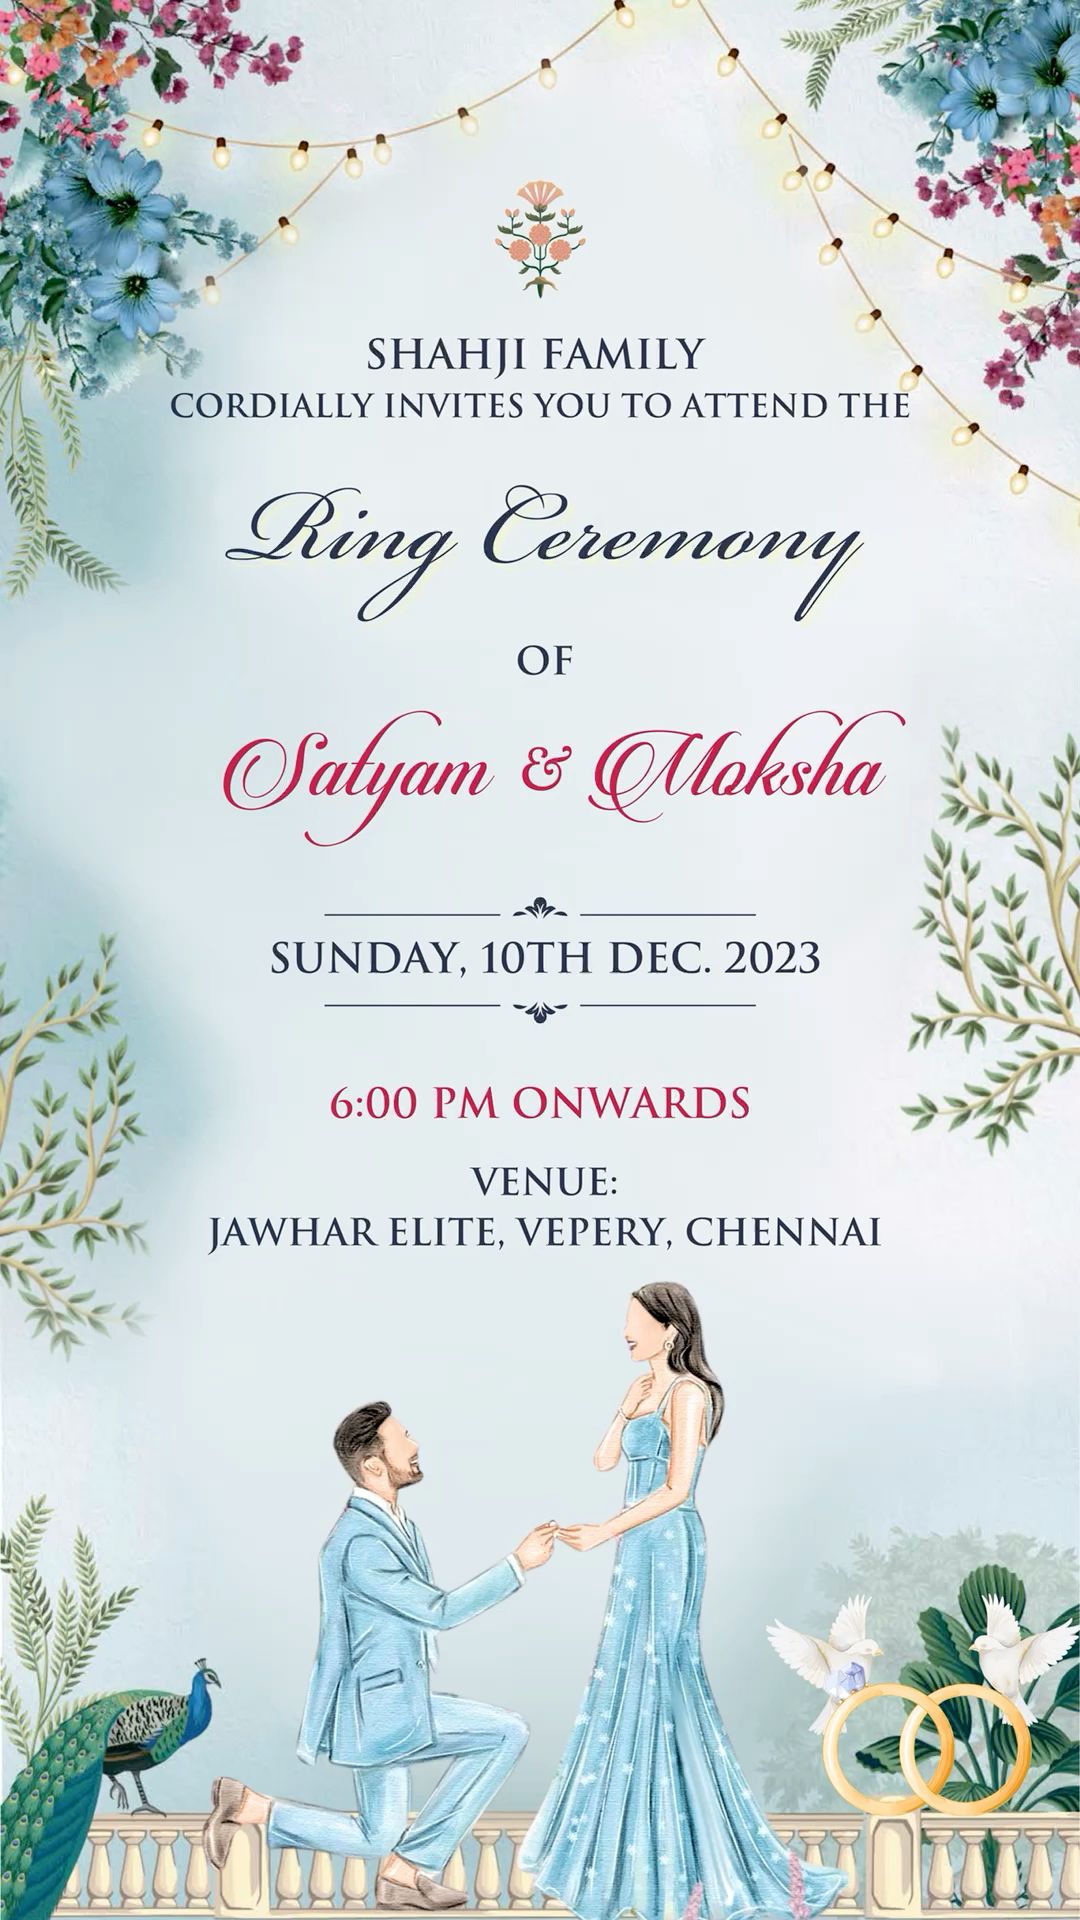 SHAHJI FAMILY
CORDIALLY INVITES YOU TO ATTEND THE
Ring Ceremony
OF
Satyam & Moksha
SUNDAY, 10TH DEC. 2023
6:00 PM ONWARDS
VENUE:
JAWHAR ELITE, VEPERY, CHENNAI